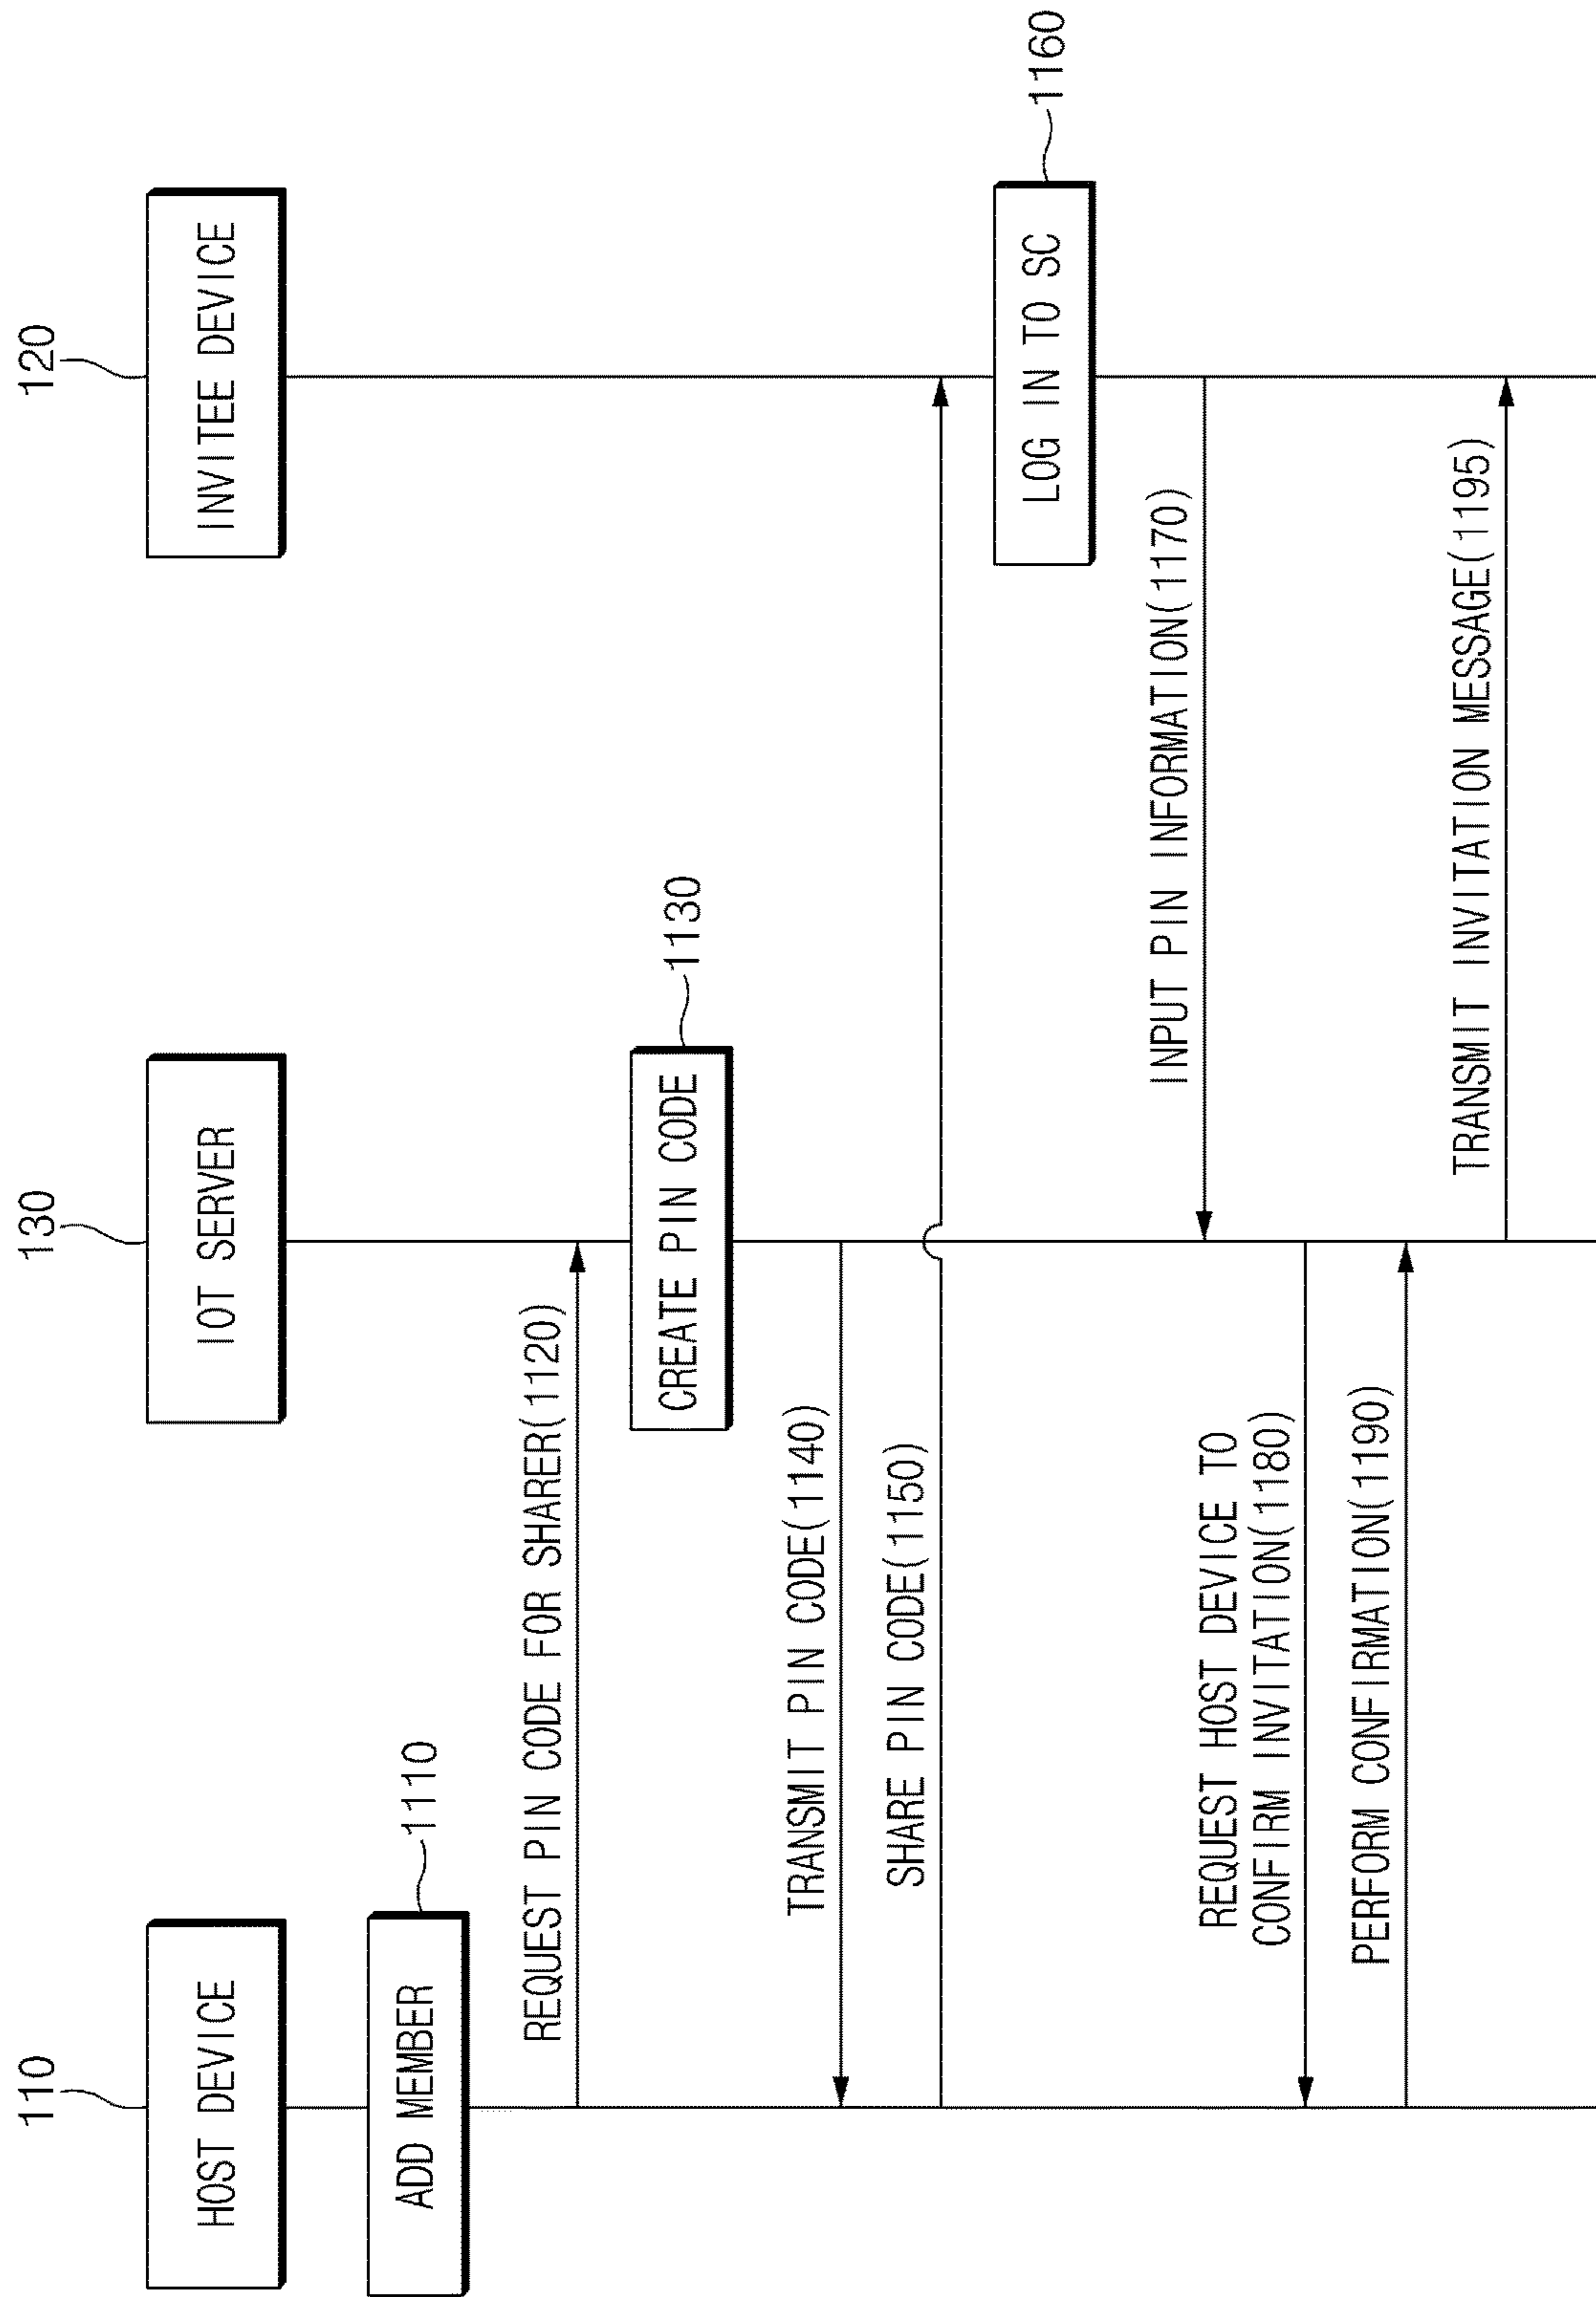 110
130
120
HOST DEVICE
IOT SERVER
INVITEE DEVICE
ADD MEMBER
1110
REQUEST PIN CODE FOR SHARER(1120)
CREATE PIN CODE
1130
TRANSMIT PIN CODE(1140)
SHARE PIN CODE(1150)
LOG IN TO SC
1160
INPUT PIN INFORMATION(1170)
REQUEST HOST DEVICE TO
CONFIRM INVITATION(1180)
PERFORM CONFIRMATION(1190)
TRANSMIT INVITATION MESSAGE(1195)